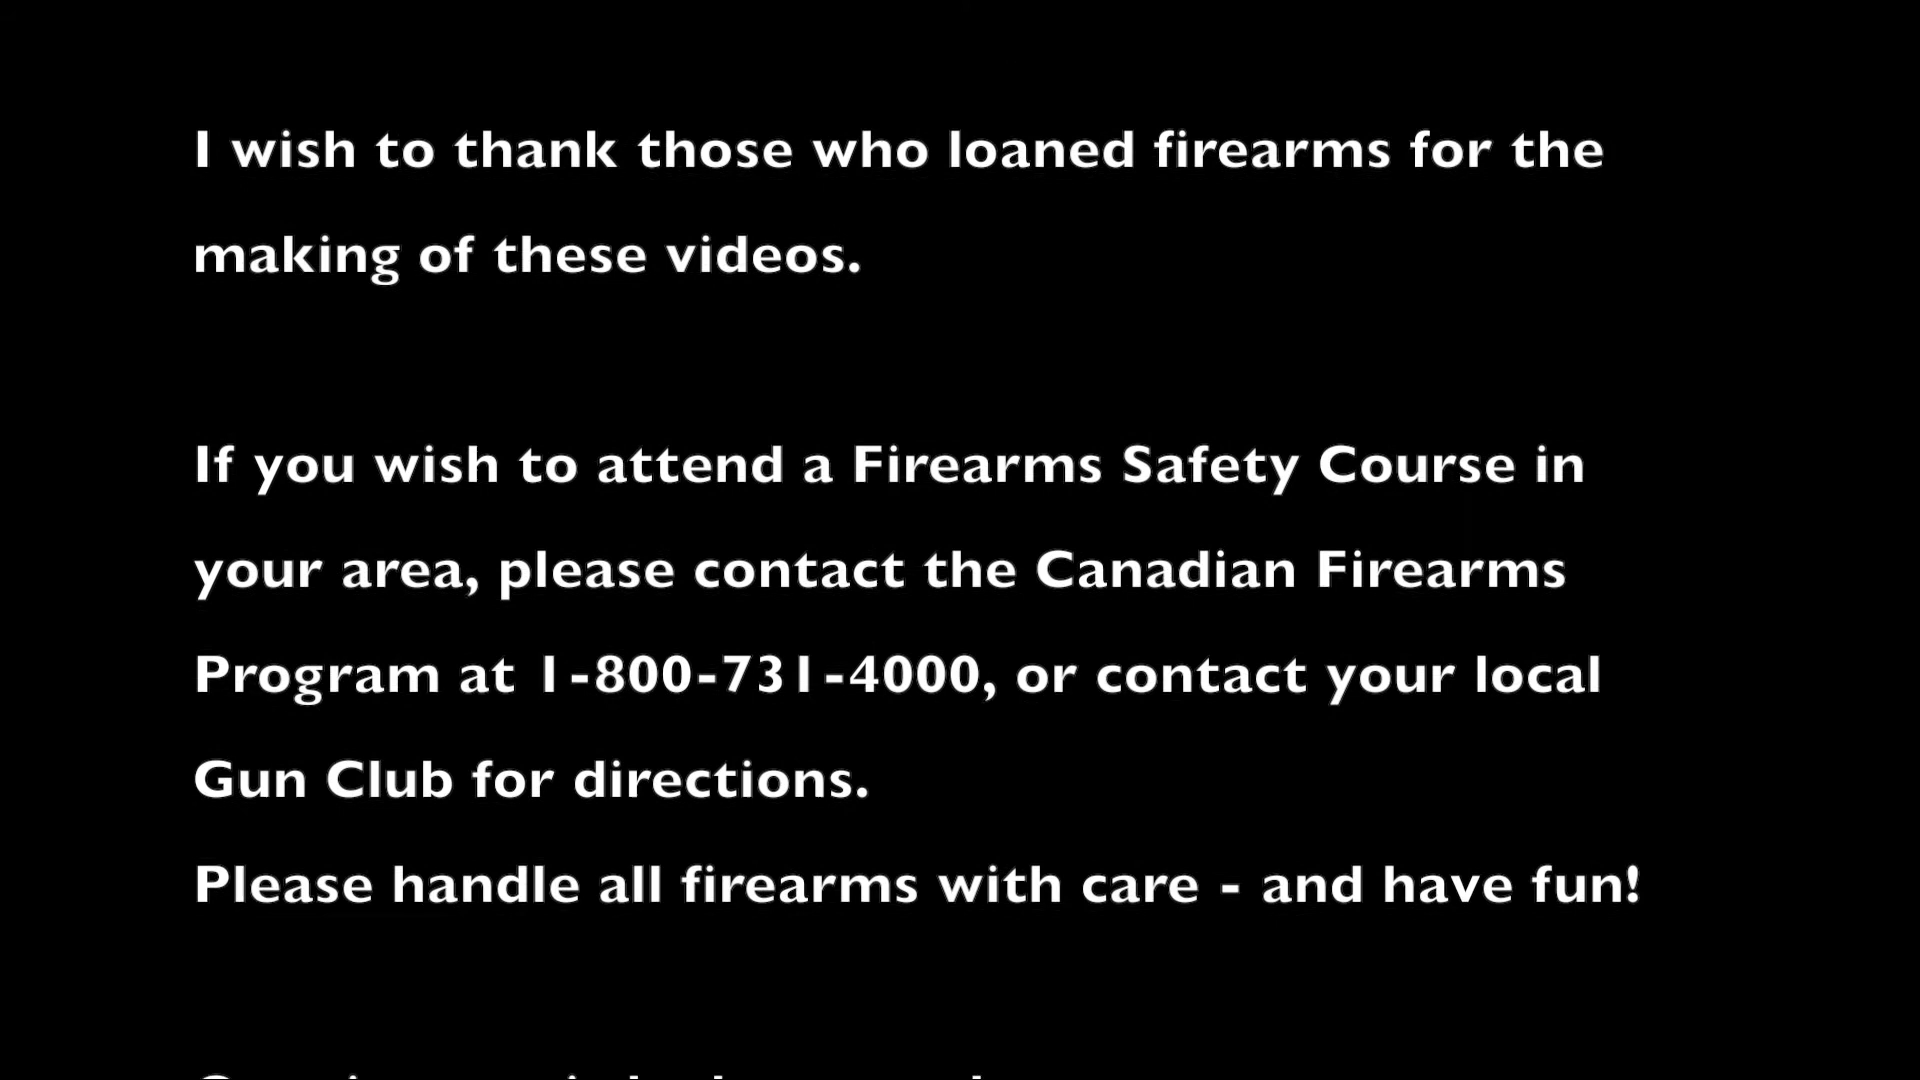 I wish to thank those who loaned firearms for the
making of these videos.
If you wish to attend a Firearms Safety Course in
your area, please contact the Canadian Firearms
Program at 1-800-731-4000, or contact your local
Gun Club for directions.
Please handle all firearms with care - and have fun!